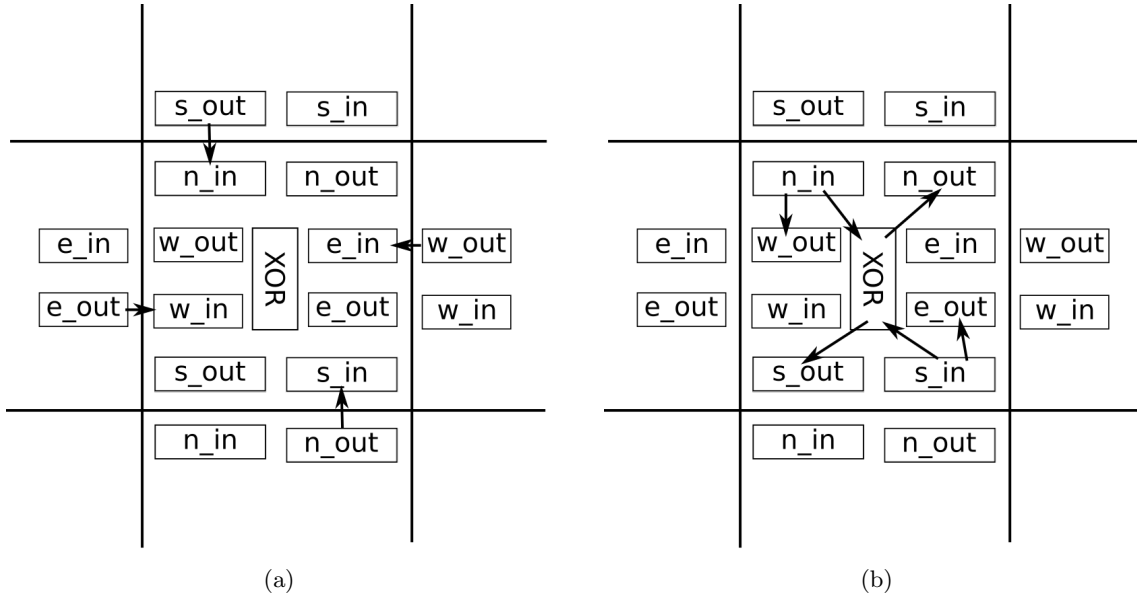 s_out s_in
n_in n_out
e_in w_out e_in w_out
XOR
e_out w_in e_out w_in
s_out s_in
n_in n_out
(a)
s_out s_in
n_in n_out
e_in w_out e_in w_out
XOR
e_out w_in e_out w_in
s_out s_in
n_in n_out
(b)